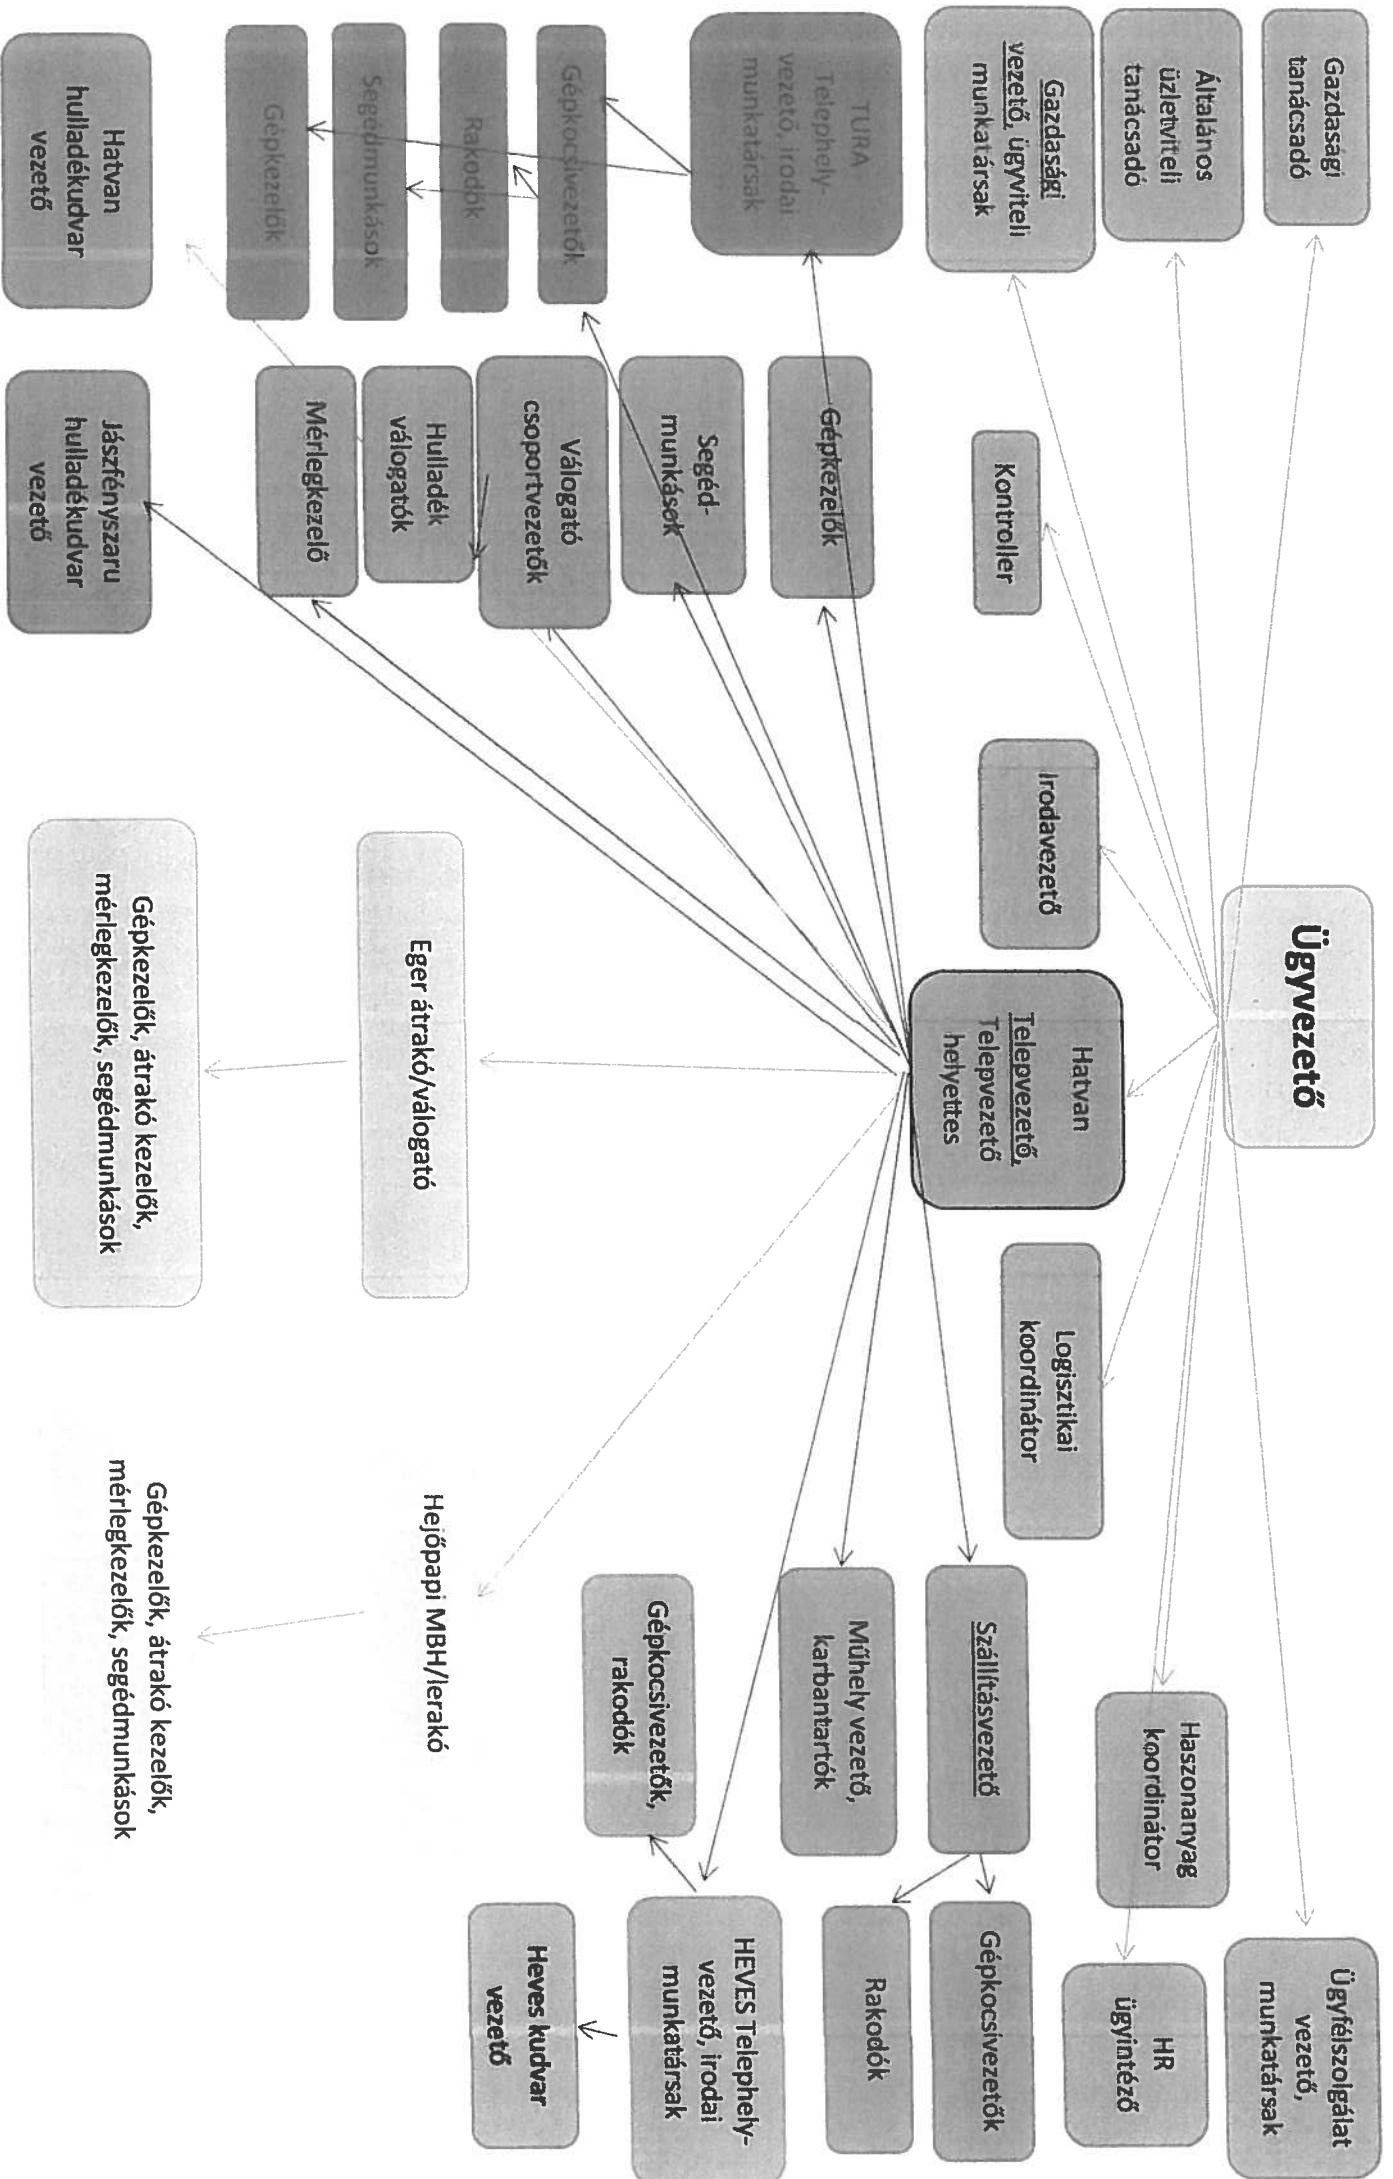 Ügyvezető
Gazdasági
tanácsadó
Általános
üzletviteli
tanácsadó
Gazdasági
vezető, ügyviteli
munkatársak
Kontroller
Irodavezető
Hatvan
Telepvezető,
Telepvezető
helyettes
Logisztikai
koordinátor
Haszonanyag
koordinátor
HR
ügyintéző
Ügyfélszolgálat
vezető,
munkatársak
TURA
Telephely-
vezető, irodai
munkatársak
Gépkocsivezetők
Rakodók
Segédmunkások
Gépkezelők
Hatvan
hulladékudvar
vezető
Gépkezelők
Segéd-
munkások
Válogató
csoportvezetők
Hulladék
válogatók
Mérlegkezelő
Jászfényszaru
hulladékudvar
vezető
Eger átrakó/válogató
Gépkezelők, átrakó kezelők,
mérlegkezelők, segédmunkások
Hejőpapi MBH/lerakó
Gépkezelők, átrakó kezelők,
mérlegkezelők, segédmunkások
Szállításvezető
Gépkocsivezetők
Rakodók
Műhely vezető,
karbantartók
Gépkocsivezetők,
rakodók
HEVES Telephely-
vezető, irodai
munkatársak
Heves kudvar
vezető